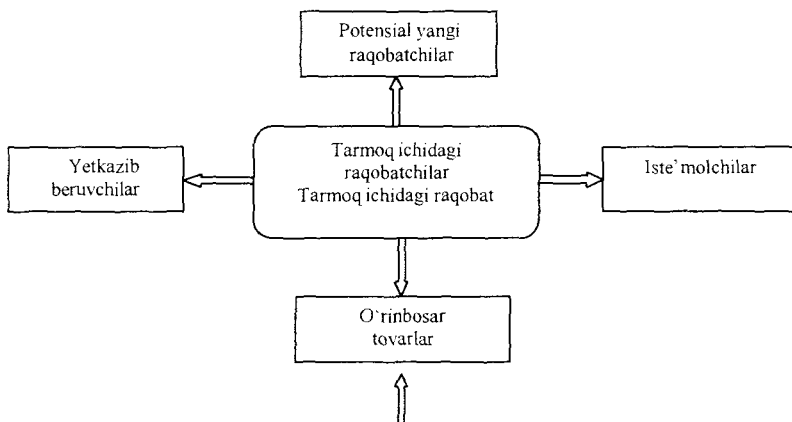 Potensial yangi
raqobatchilar
Yetkazib
beruvchilar
Tarmoq ichidagi
raqobatchilar
Tarmoq ichidagi raqobat
Iste’molchilar
O‘rinbosar
tovarlar